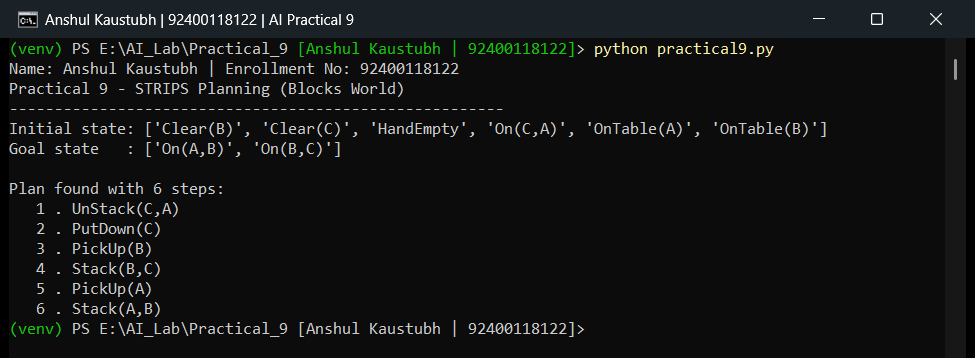 Anshul Kaustubh | 92400118122 | AI Practical 9
(venv) PS E:\AI_Lab\Practical_9 [Anshul Kaustubh | 92400118122]> python practical9.py
Name: Anshul Kaustubh | Enrollment No: 92400118122
Practical 9 - STRIPS Planning (Blocks World)
-------------------------------------------------------
Initial state: ['Clear(B)', 'Clear(C)', 'HandEmpty', 'On(C,A)', 'OnTable(A)', 'OnTable(B)']
Goal state   : ['On(A,B)', 'On(B,C)']
Plan found with 6 steps:
   1 . UnStack(C,A)
   2 . PutDown(C)
   3 . PickUp(B)
   4 . Stack(B,C)
   5 . PickUp(A)
   6 . Stack(A,B)
(venv) PS E:\AI_Lab\Practical_9 [Anshul Kaustubh | 92400118122]>